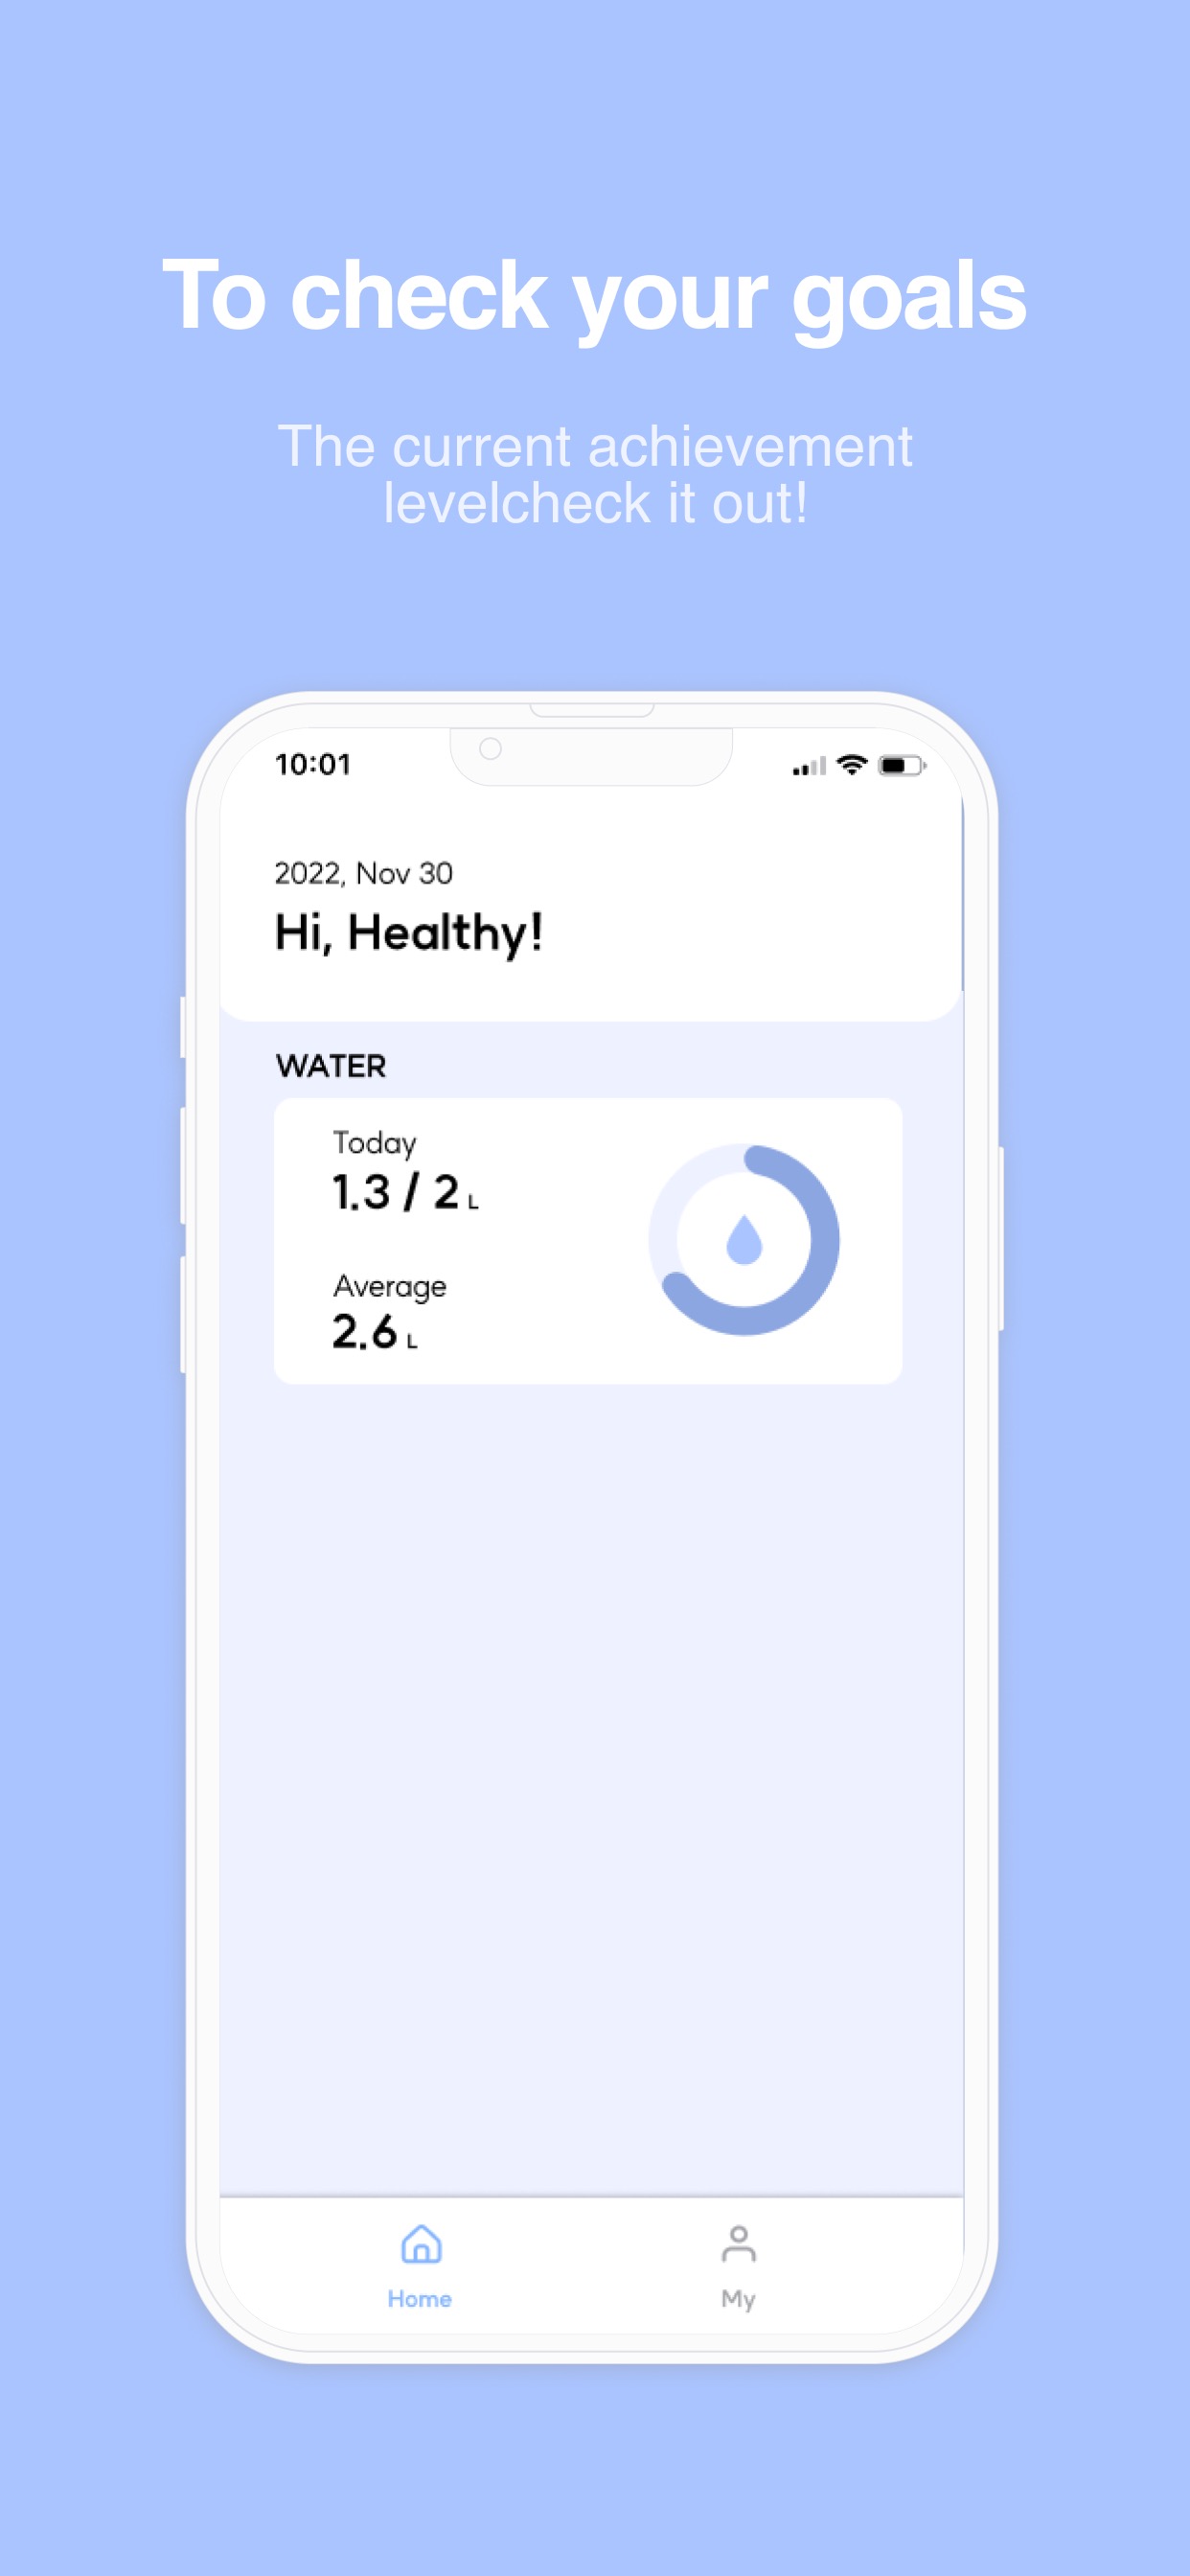 To check your goals
The current achievement
levelcheck it out!
10:01
2022, Nov 30
Hi, Healthy!
WATER
Today
1.3 / 2 L
Average
2.6 L
Home
My